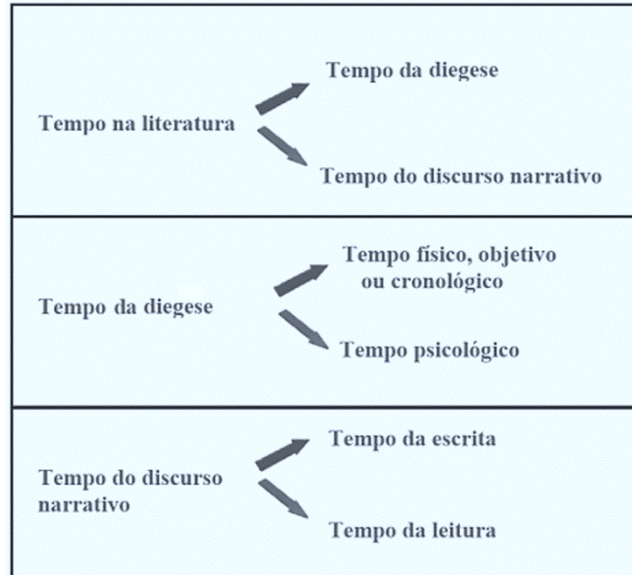 Tempo da diegese
Tempo na literatura
Tempo do discurso narrativo
Tempo físico, objetivo
ou cronológico
Tempo da diegese
Tempo psicológico
Tempo da escrita
Tempo do discurso
narrativo
Tempo da leitura